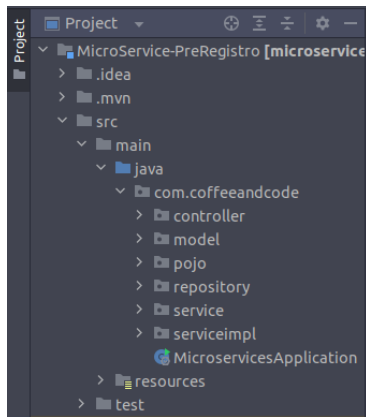 Project
Project
MicroService-PreRegistro [microservice
.idea
.mvn
src
main
java
com.coffeeandcode
controller
model
pojo
repository
service
serviceimpl
MicroservicesApplication
resources
test